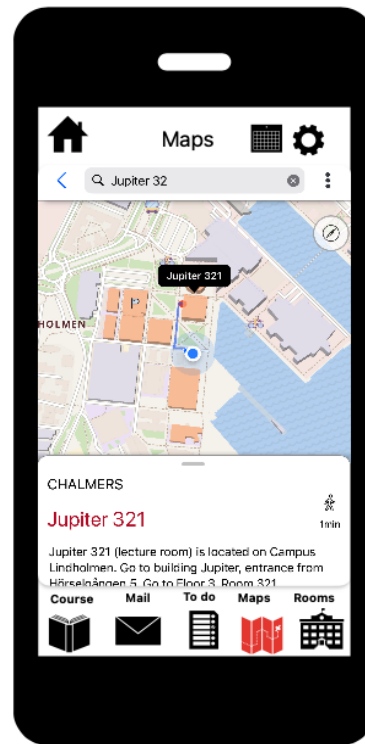 Maps
Jupiter 32
Jupiter 321
HOLMEN
CHALMERS
Jupiter 321
1min
Jupiter 321 (lecture room) is located on Campus
Lindholmen. Go to building Jupiter, entrance from
Hörselgången 5. Go to Floor 3. Room 321
Course Mail To do Maps Rooms